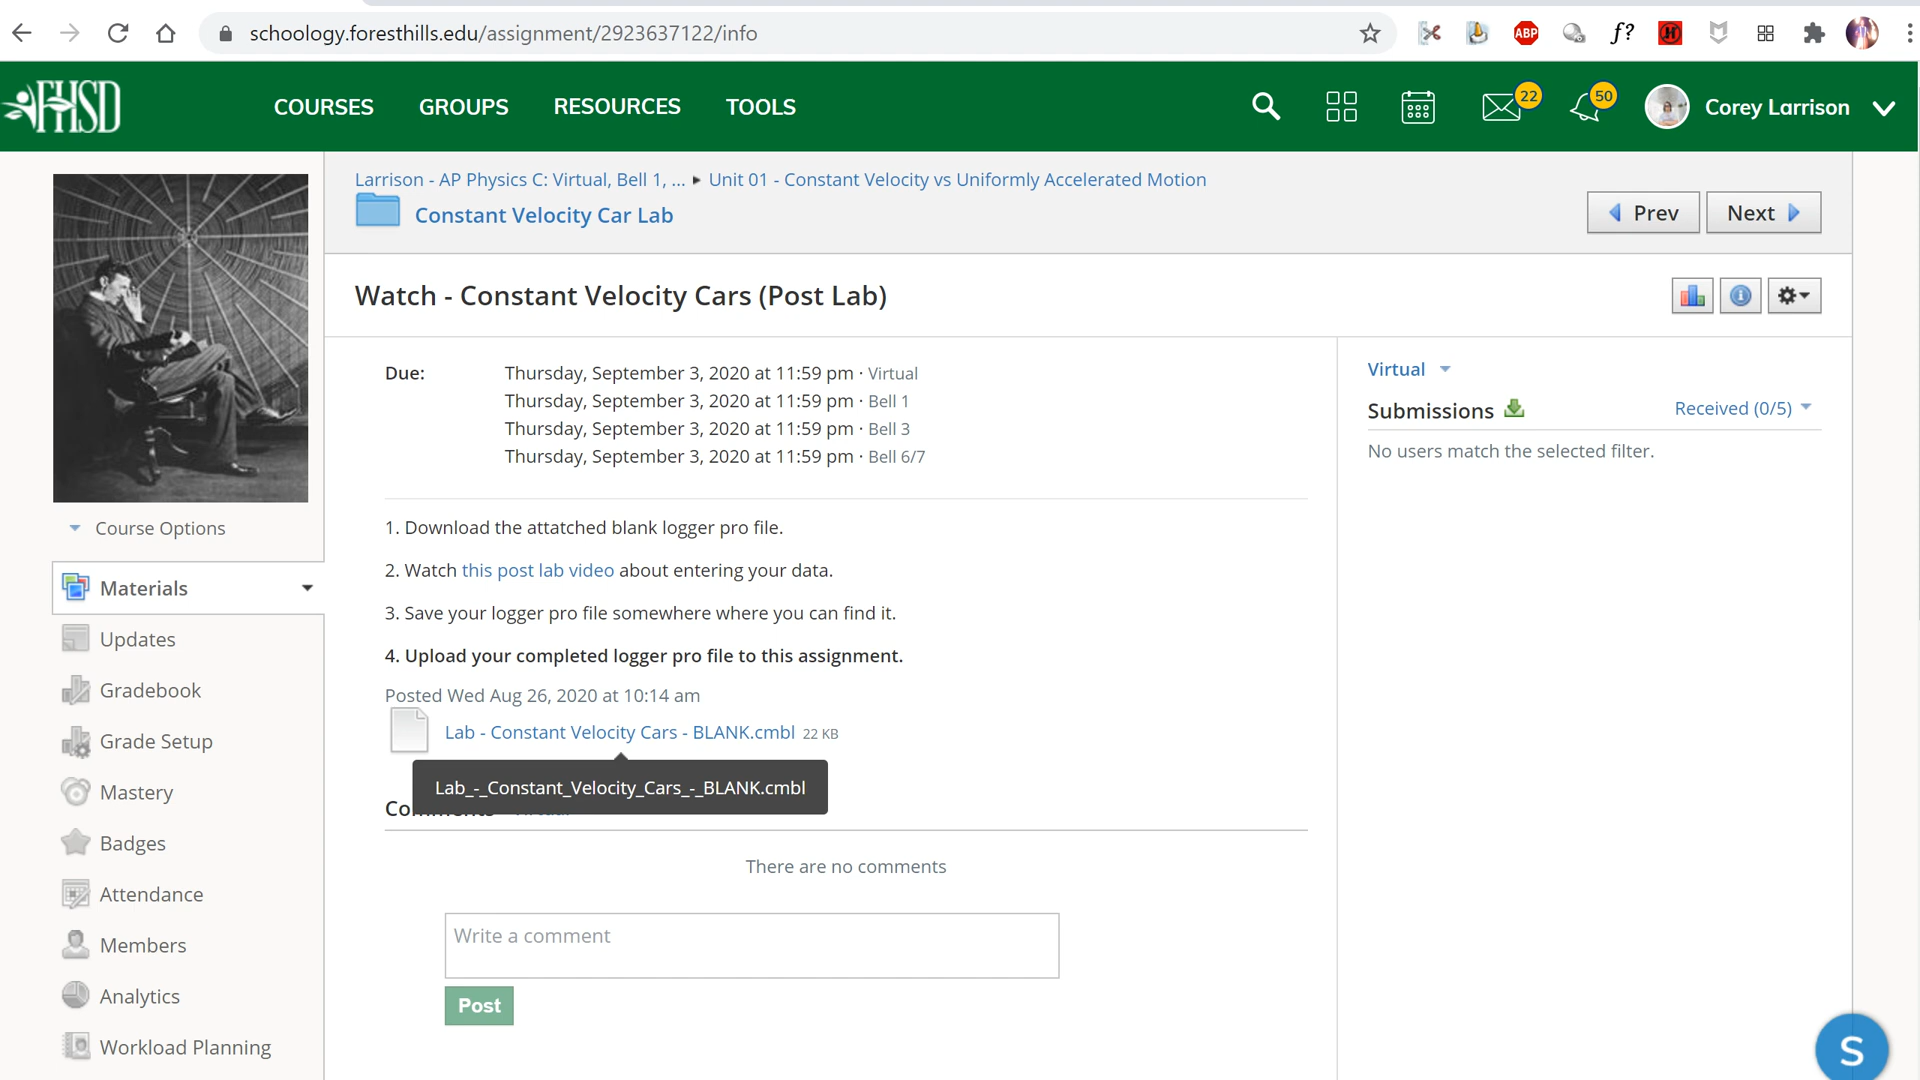 schoology.foresthills.edu/assignment/2923637122/info
ABP
f?
FHSD
COURSES
GROUPS
RESOURCES
TOOLS
22
50
Corey Larrison
Larrison - AP Physics C: Virtual, Bell 1, ... ▸ Unit 01 - Constant Velocity vs Uniformly Accelerated Motion
Constant Velocity Car Lab
Prev
Next
Watch - Constant Velocity Cars (Post Lab)
Due:
Thursday, September 3, 2020 at 11:59 pm · Virtual
Thursday, September 3, 2020 at 11:59 pm · Bell 1
Thursday, September 3, 2020 at 11:59 pm · Bell 3
Thursday, September 3, 2020 at 11:59 pm · Bell 6/7
1. Download the attatched blank logger pro file.
2. Watch this post lab video about entering your data.
3. Save your logger pro file somewhere where you can find it.
4. Upload your completed logger pro file to this assignment.
Posted Wed Aug 26, 2020 at 10:14 am
Lab - Constant Velocity Cars - BLANK.cmbl 22 KB
Lab_-_Constant_Velocity_Cars_-_BLANK.cmbl
Comments
There are no comments
Write a comment
Post
Virtual
Submissions
Received (0/5)
No users match the selected filter.
Course Options
Materials
Updates
Gradebook
Grade Setup
Mastery
Badges
Attendance
Members
Analytics
Workload Planning
S